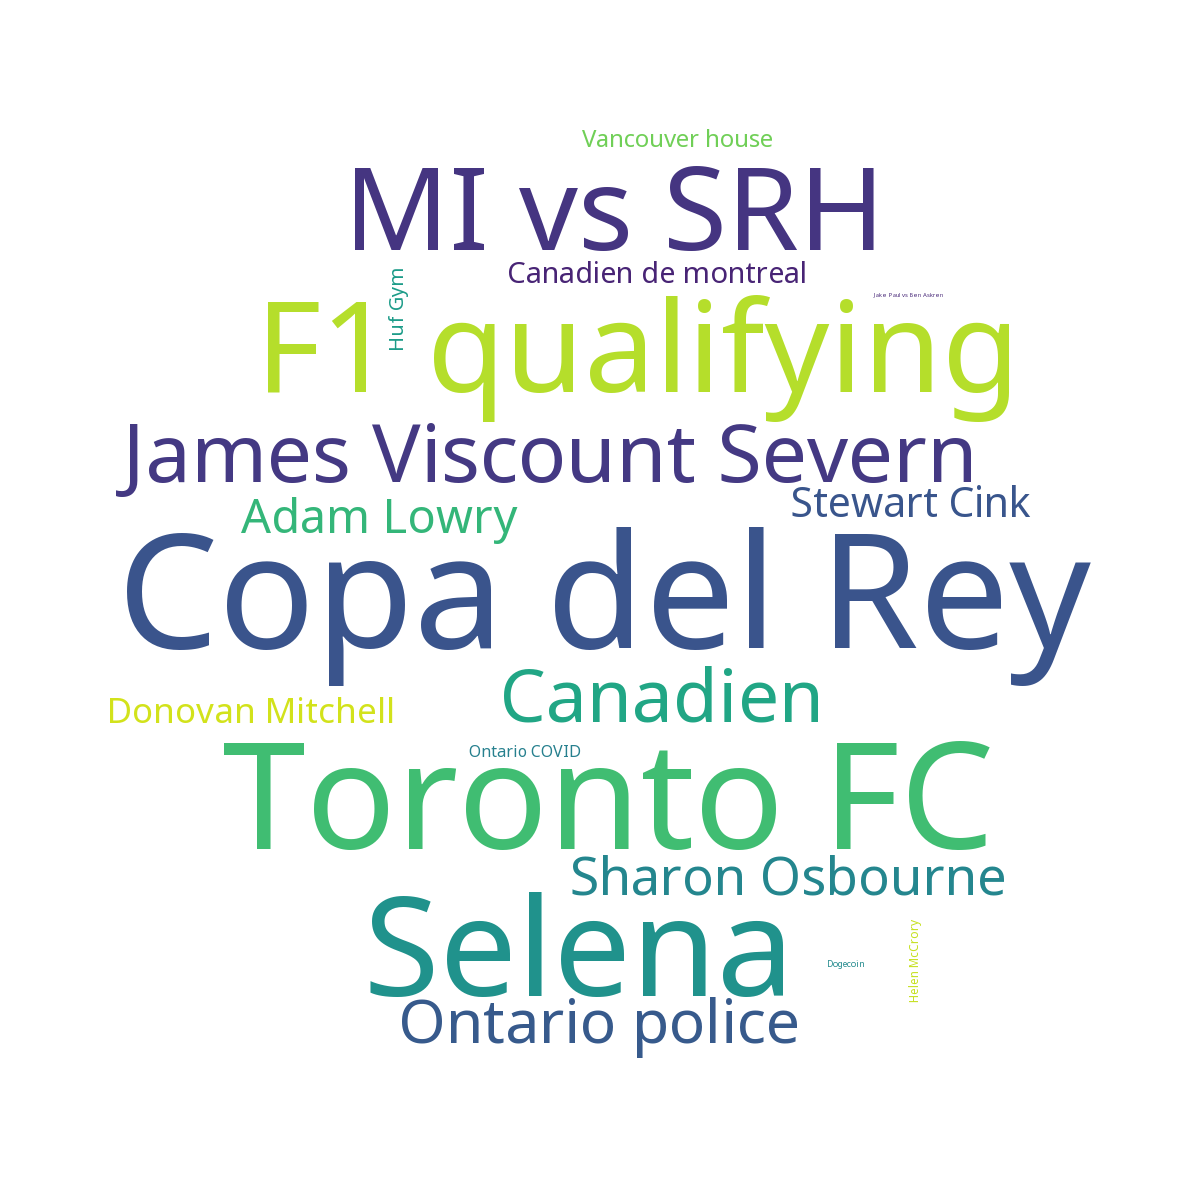 Vancouver house
MI vs SRH
Canadien de montreal
Huf Gym
Jake Paul vs Ben Askren
F1 qualifying
James Viscount Severn
Stewart Cink
Adam Lowry
Copa del Rey
Canadien
Donovan Mitchell
Ontario COVID
Toronto FC
Sharon Osbourne
Selena
Dogecoin
Helen McCrory
Ontario police